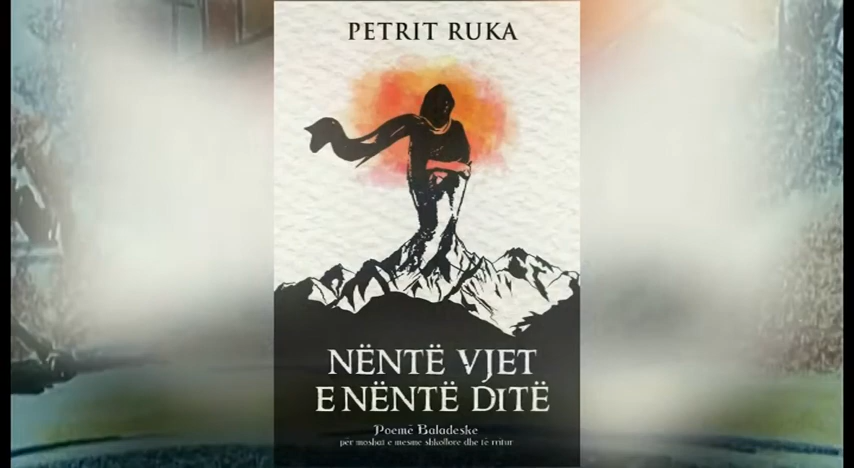 PETRIT RUKA
NËNTË VJET
E NËNTË DITË
Poemë Baladeske
për moshat e mesme shkollore dhe të rritur